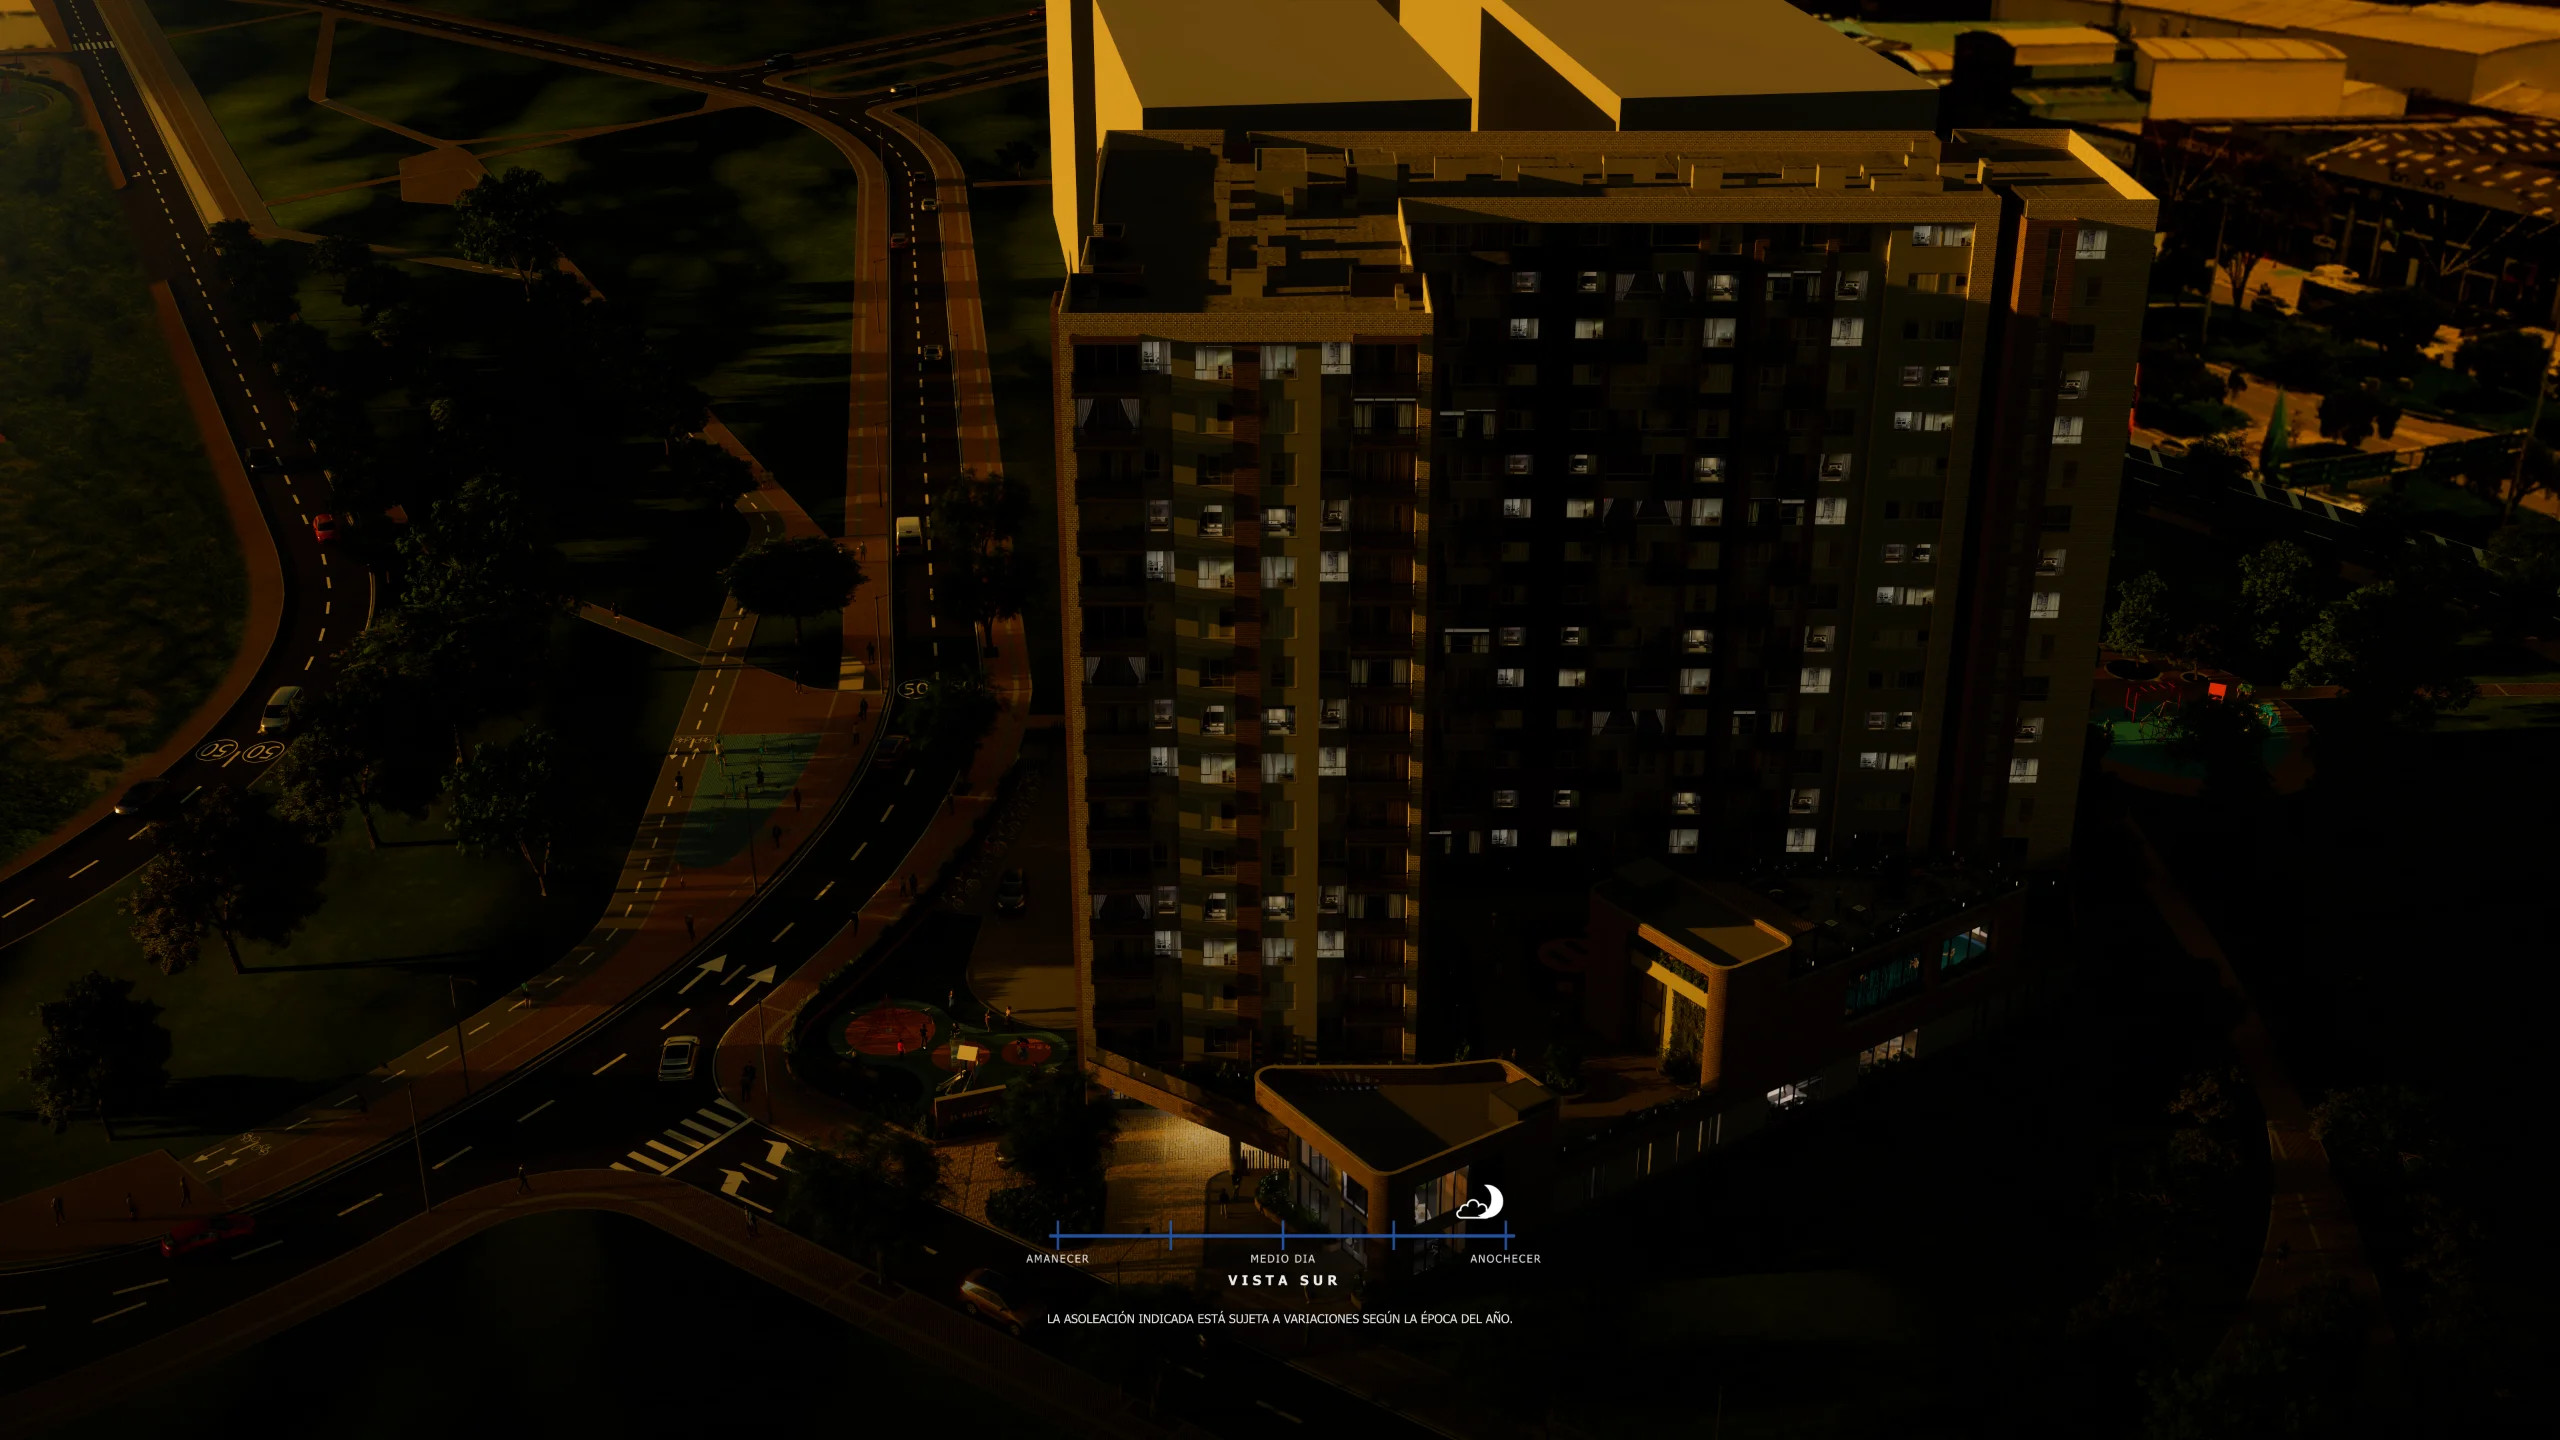 50
50 50
AMANECER MEDIO DIA ANOCHECER
VISTA SUR
LA ASOLEACIÓN INDICADA ESTÁ SUJETA A VARIACIONES SEGÚN LA ÉPOCA DEL AÑO.